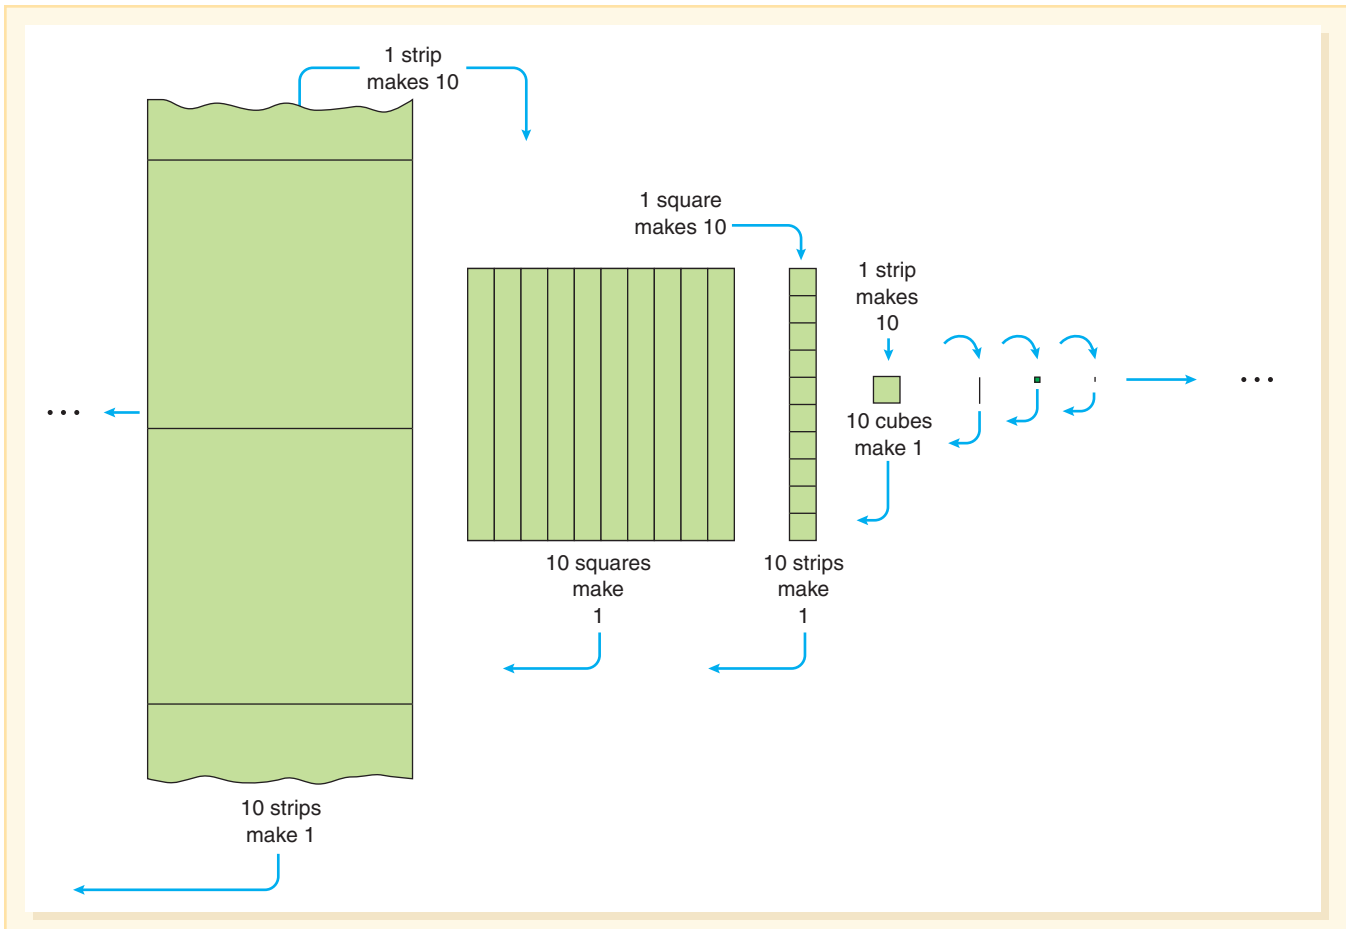 1 strip
makes 10
1 square
makes 10
1 strip
makes
10
10 cubes
make 1
10 squares
make
1
10 strips
make
1
10 strips
make 1